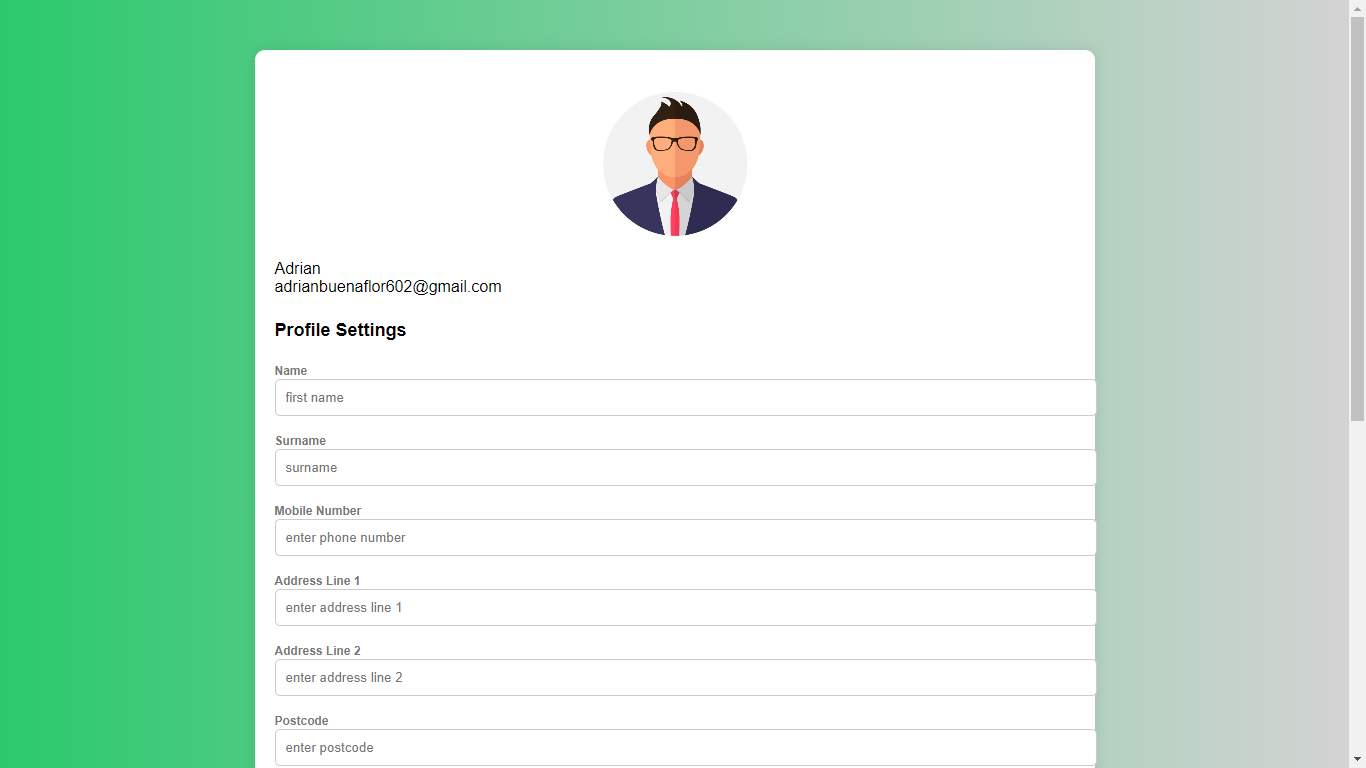 Adrian
adrianbuenaflor602@gmail.com
Profile Settings
Name
first name
Surname
surname
Mobile Number
enter phone number
Address Line 1
enter address line 1
Address Line 2
enter address line 2
Postcode
enter postcode